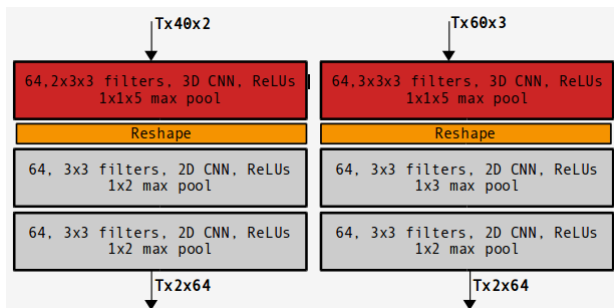 Tx40x2
64,2x3x3 filters, 3D CNN, ReLUs
1x1x5 max pool
Reshape
64, 3x3 filters, 2D CNN, ReLUs
1x2 max pool
64, 3x3 filters, 2D CNN, ReLUs
1x2 max pool
Tx2x64
Tx60x3
64,3x3x3 filters, 3D CNN, ReLUs
1x1x5 max pool
Reshape
64, 3x3 filters, 2D CNN, ReLUs
1x3 max pool
64, 3x3 filters, 2D CNN, ReLUs
1x2 max pool
Tx2x64